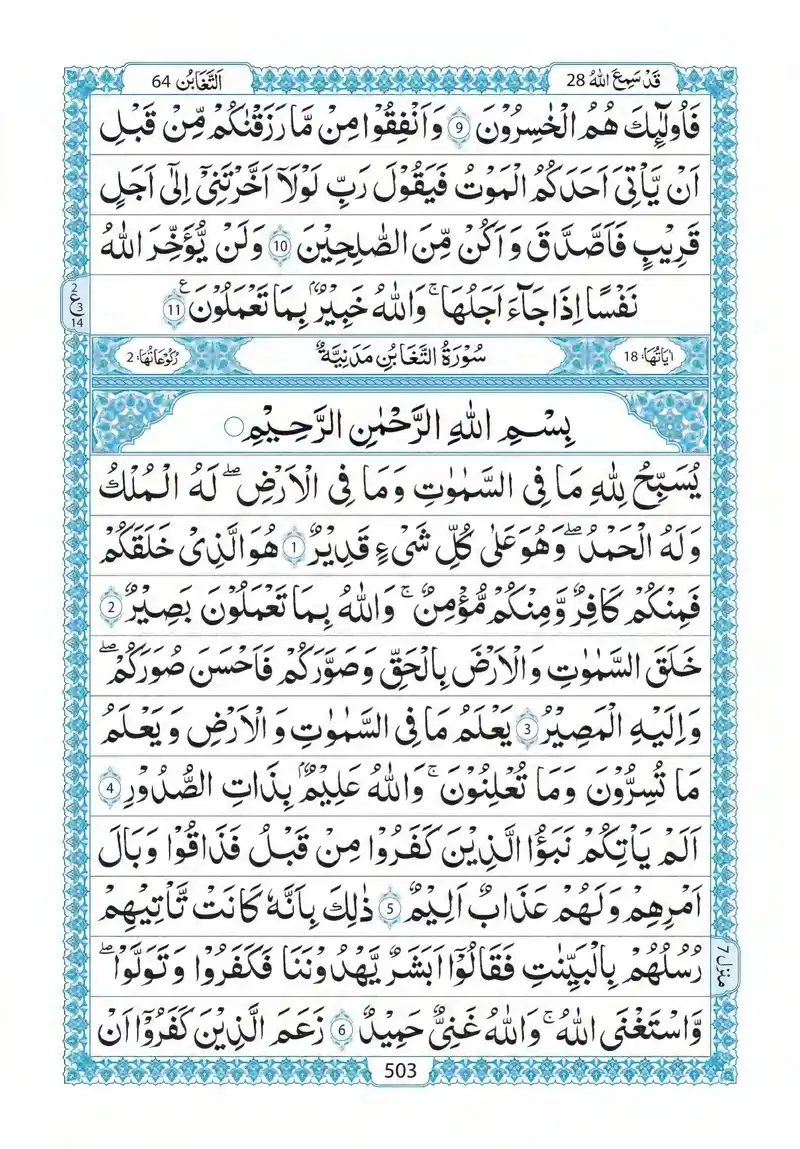 قَدْ سَمِعَ اللّٰهُ 28
اَلتَّغَابُن 64
فَاُولٰٓئِكَ هُمُ الْخٰسِرُوْنَ 9 وَاَنْفِقُوْا مِنْ مَّا رَزَقْنٰكُمْ مِّنْ قَبْلِ
اَنْ يَّاْتِىَ اَحَدَكُمُ الْمَوْتُ فَيَقُوْلَ رَبِّ لَوْلَاۤ اَخَّرْتَنِىْۤ اِلٰٓى اَجَلٍ
قَرِيْبٍ فَاَصَّدَّقَ وَاَكُنْ مِّنَ الصّٰلِحِيْنَ 10 وَلَنْ يُّؤَخِّرَ اللّٰهُ
نَفْسًا اِذَا جَآءَ اَجَلُهَا ۚ وَاللّٰهُ خَبِيْرٌۢ بِمَا تَعْمَلُوْنَ 11 ع
2
ع 3
14
اٰيَاتُهَا: 18
سُوْرَةُ التَّغَابُنِ مَدَنِيَّةٌ
رُكُوْعَاتُهَا: 2
بِسْمِ اللّٰهِ الرَّحْمٰنِ الرَّحِيْمِ
يُسَبِّحُ لِلّٰهِ مَا فِى السَّمٰوٰتِ وَمَا فِى الْاَرْضِ ۖ لَهُ الْمُلْكُ
وَلَهُ الْحَمْدُ ۖ وَهُوَ عَلٰى كُلِّ شَىْءٍ قَدِيْرٌ 1 هُوَ الَّذِىْ خَلَقَكُمْ
فَمِنْكُمْ كَافِرٌ وَّمِنْكُمْ مُّؤْمِنٌ ۚ وَاللّٰهُ بِمَا تَعْمَلُوْنَ بَصِيْرٌ 2
خَلَقَ السَّمٰوٰتِ وَالْاَرْضَ بِالْحَقِّ وَصَوَّرَكُمْ فَاَحْسَنَ صُوَرَكُمْ ۖ
وَاِلَيْهِ الْمَصِيْرُ 3 يَعْلَمُ مَا فِى السَّمٰوٰتِ وَالْاَرْضِ وَيَعْلَمُ
مَا تُسِرُّوْنَ وَمَا تُعْلِنُوْنَ ۚ وَاللّٰهُ عَلِيْمٌۢ بِذَاتِ الصُّدُوْرِ 4
اَلَمْ يَاْتِكُمْ نَبَؤُا الَّذِيْنَ كَفَرُوْا مِنْ قَبْلُ فَذَاقُوْا وَبَالَ
اَمْرِهِمْ وَلَهُمْ عَذَابٌ اَلِيْمٌ 5 ذٰلِكَ بِاَنَّهٗ كَانَتْ تَّاْتِيْهِمْ
رُسُلُهُمْ بِالْبَيِّنٰتِ فَقَالُوْۤا اَبَشَرٌ يَّهْدُوْنَنَا فَكَفَرُوْا وَتَوَلَّوْا ۖ
منزل 7
وَّاسْتَغْنَى اللّٰهُ ۚ وَاللّٰهُ غَنِىٌّ حَمِيْدٌ 6 زَعَمَ الَّذِيْنَ كَفَرُوْۤا اَنْ
503